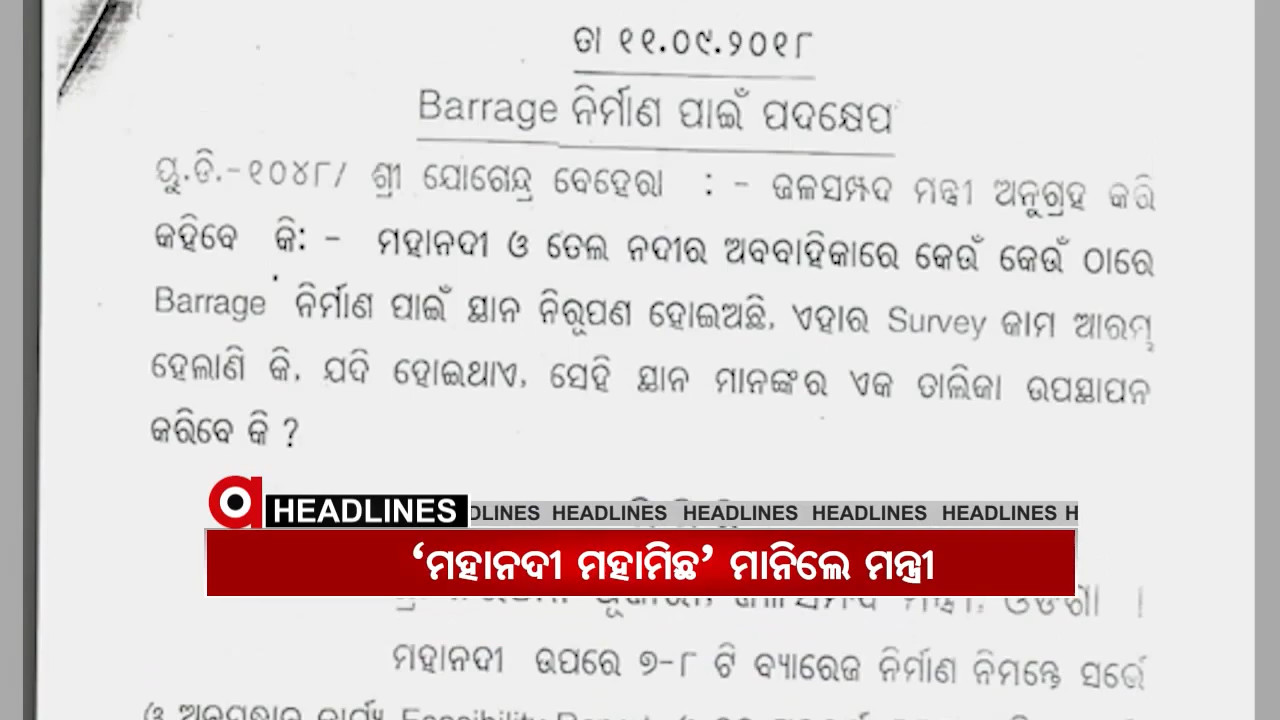 ତା ୧୧.୦୯.୨୦୧୮
Barrage ନିର୍ମାଣ ପାଇଁ ପଦକ୍ଷେପ
ୟୁ.ଡି.-୧୦୪୮/ ଶ୍ରୀ ଯୋଗେନ୍ଦ୍ର ବେହେରା : - ଜଳସମ୍ପଦ ମନ୍ତ୍ରୀ ଅନୁଗ୍ରହ କରି
କହିବେ କି: - ମହାନଦୀ ଓ ତେଲ ନଦୀର ଅବବାହିକାରେ କେଉଁ କେଉଁ ଠାରେ
Barrage ନିର୍ମାଣ ପାଇଁ ସ୍ଥାନ ନିରୂପଣ ହୋଇଅଛି, ଏହାର Survey କାମ ଆରମ୍ଭ
ହେଲାଣି କି, ଯଦି ହୋଇଥାଏ, ସେହି ସ୍ଥାନ ମାନଙ୍କର ଏକ ତାଲିକା ଉପସ୍ଥାପନ
କରିବେ କି ?
a HEADLINES DLINES HEADLINES HEADLINES HEADLINES HEADLINES H
‘ମହାନଦୀ ମହାମିଛ’ ମାନିଲେ ମନ୍ତ୍ରୀ
ମହାନଦୀ ଉପରେ ୭-୮ ଟି ବ୍ୟାରେଜ ନିର୍ମାଣ ନିମନ୍ତେ ସର୍ଭେ